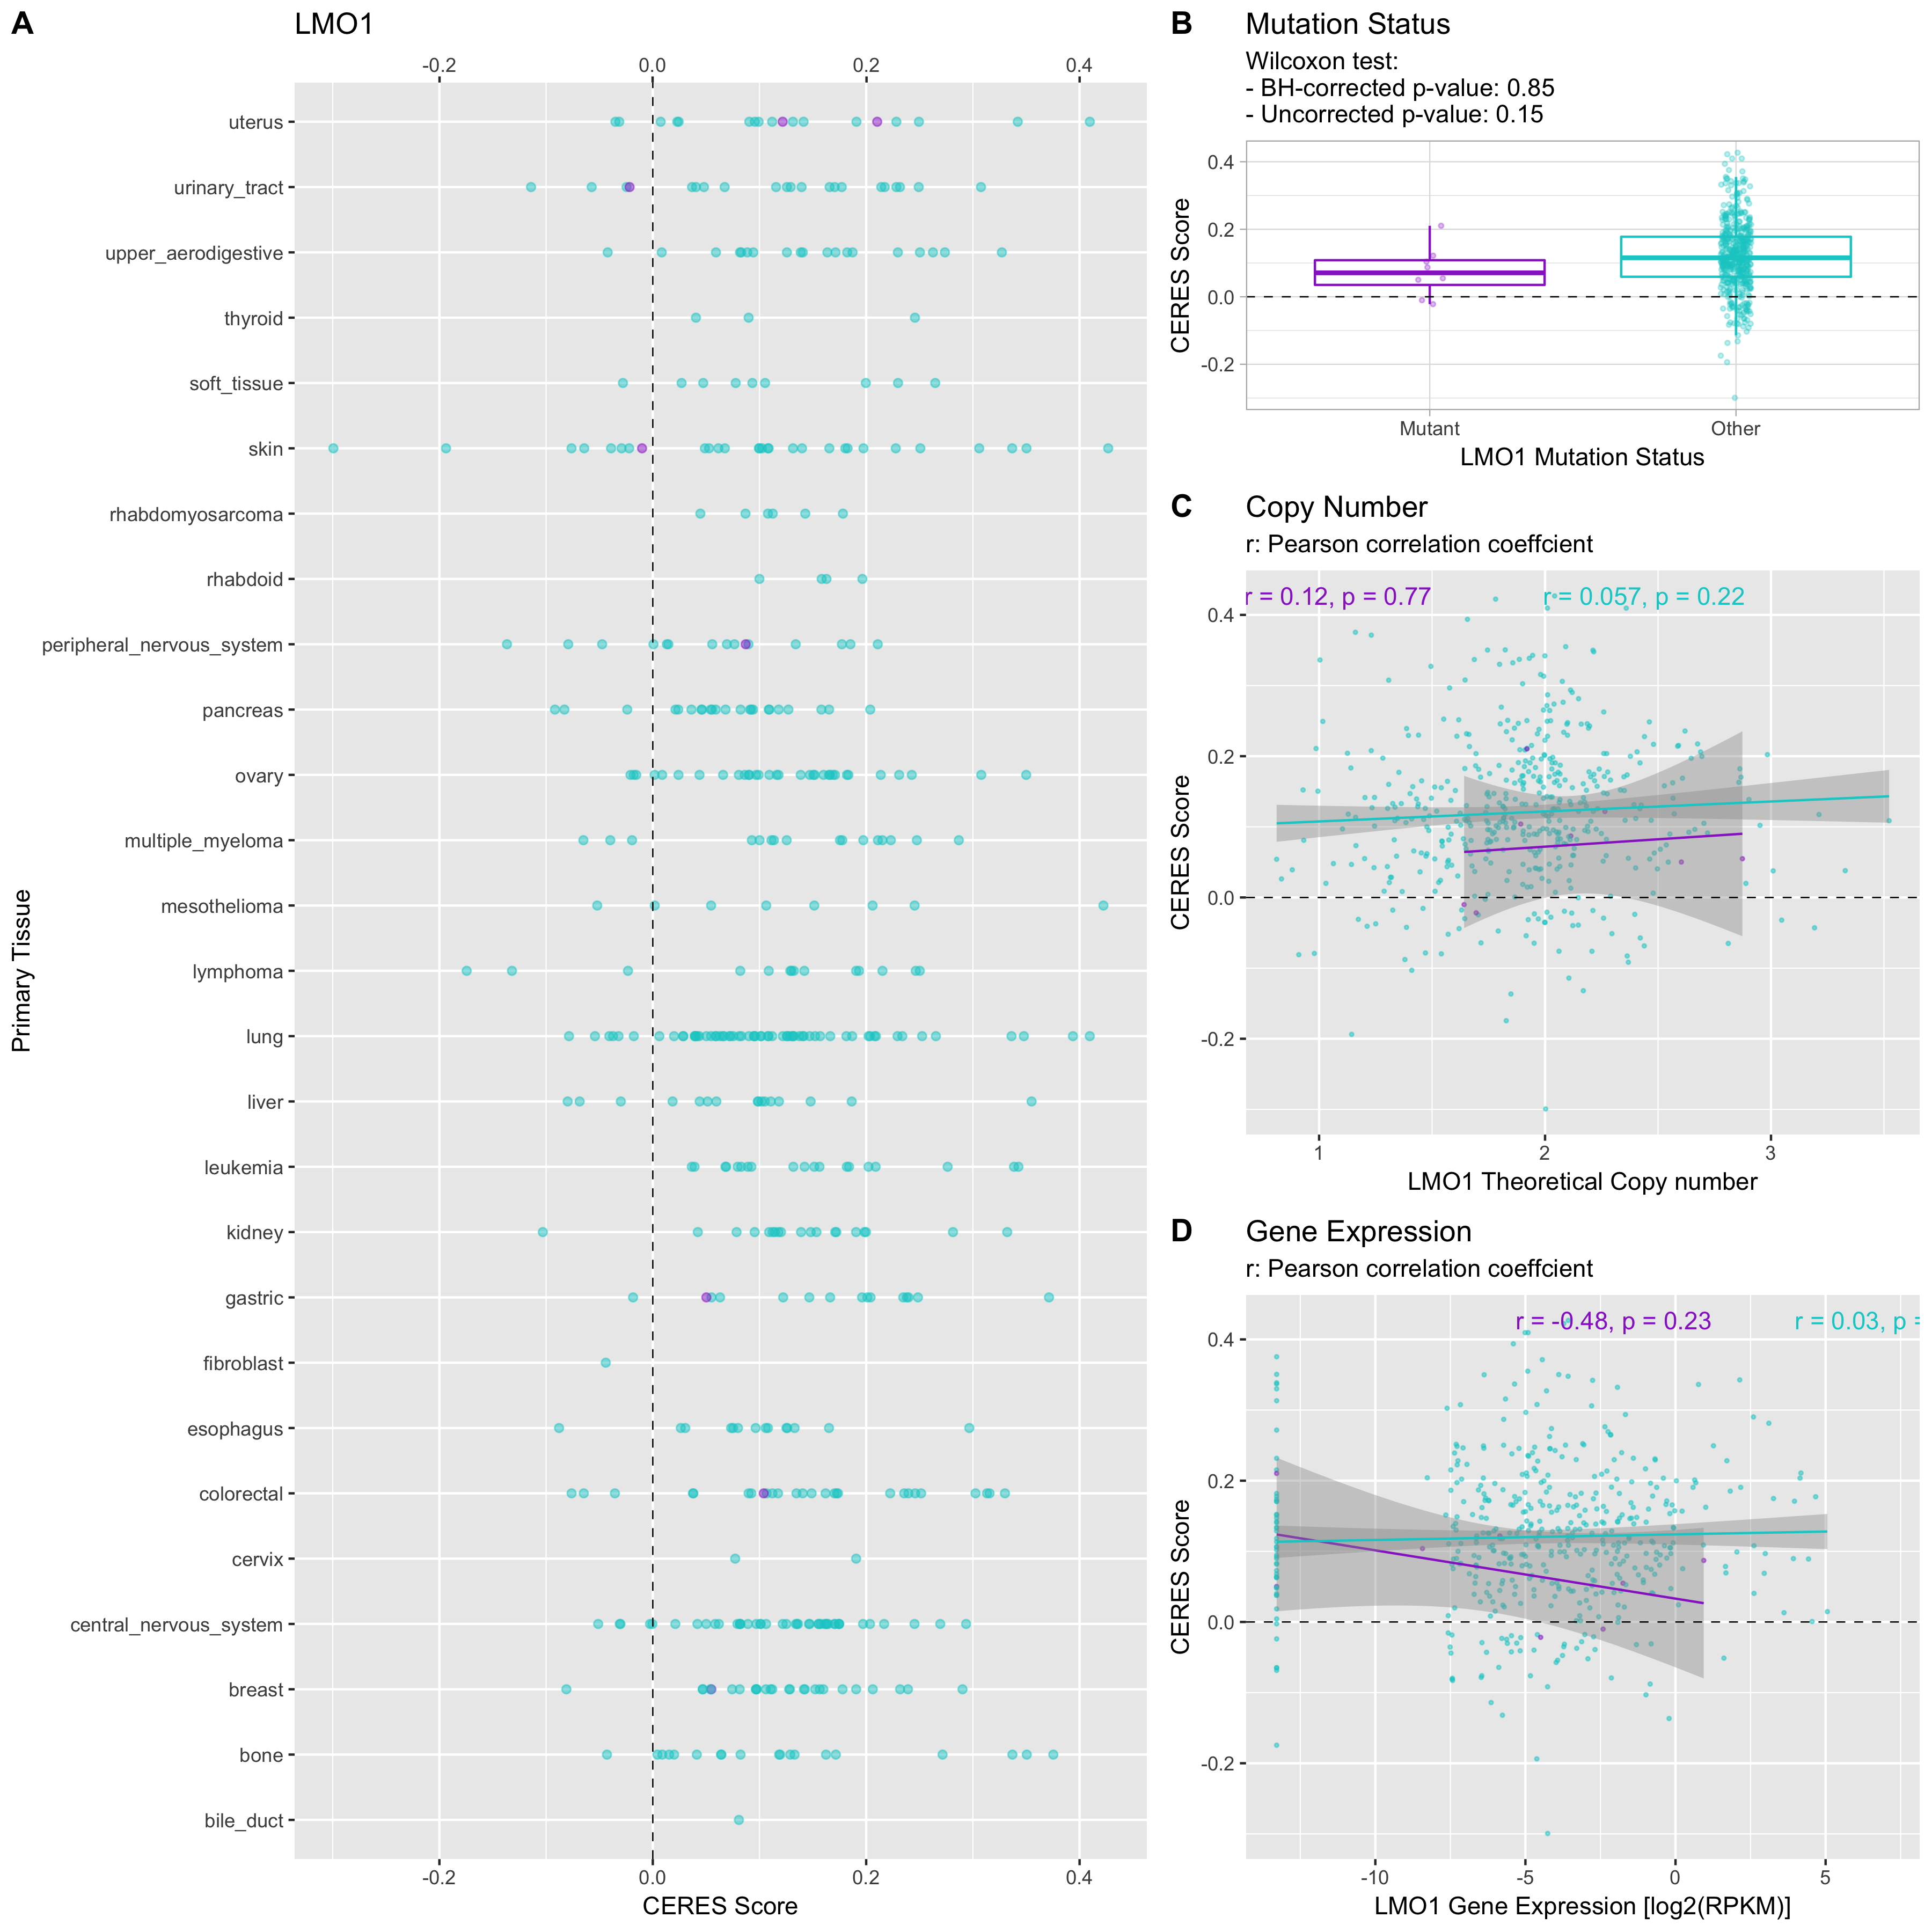 A
LMO1
-0.2 0.0 0.2 0.4
Primary Tissue
uterus
urinary_tract
upper_aerodigestive
thyroid
soft_tissue
skin
rhabdomyosarcoma
rhabdoid
peripheral_nervous_system
pancreas
ovary
multiple_myeloma
mesothelioma
lymphoma
lung
liver
leukemia
kidney
gastric
fibroblast
esophagus
colorectal
cervix
central_nervous_system
breast
bone
bile_duct
-0.2 0.0 0.2 0.4
CERES Score
B
Mutation Status
Wilcoxon test:
- BH-corrected p-value: 0.85
- Uncorrected p-value: 0.15
CERES Score
0.4
0.2
0.0
-0.2
Mutant Other
LMO1 Mutation Status
C
Copy Number
r: Pearson correlation coeffcient
r = 0.12, p = 0.77 r = 0.057, p = 0.22
CERES Score
0.4
0.2
0.0
-0.2
1 2 3
LMO1 Theoretical Copy number
D
Gene Expression
r: Pearson correlation coeffcient
r = -0.48, p = 0.23 r = 0.03, p =
CERES Score
0.4
0.2
0.0
-0.2
-10 -5 0 5
LMO1 Gene Expression [log2(RPKM)]